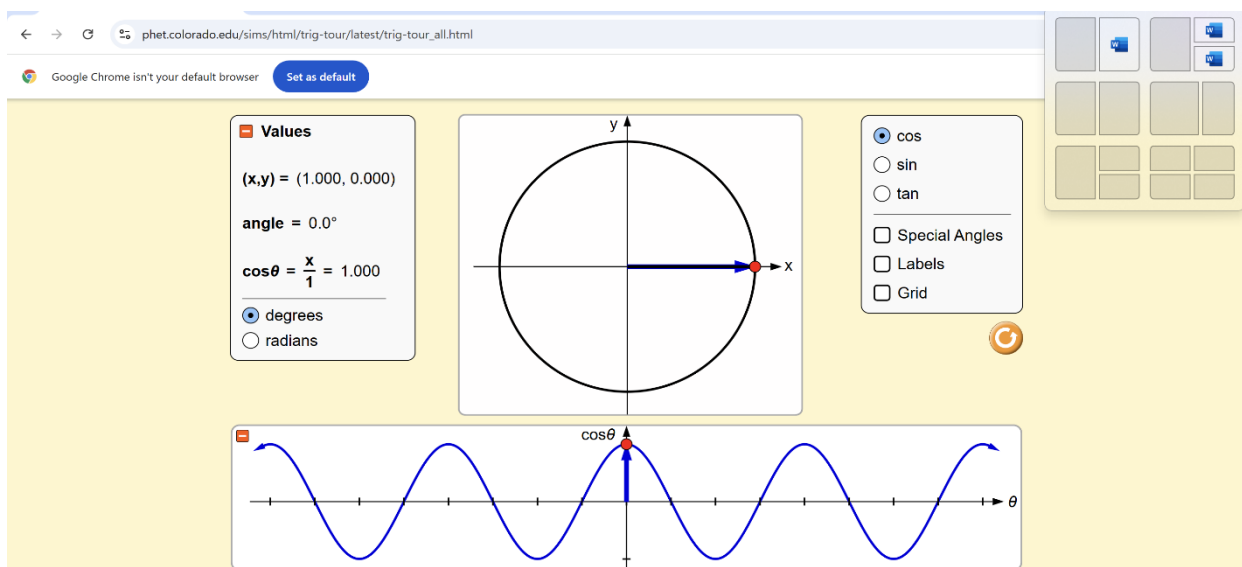 phet.colorado.edu/sims/html/trig-tour/latest/trig-tour_all.html
Google Chrome isn't your default browser Set as default
Values
(x,y) = (1.000, 0.000)
angle = 0.0°
cosθ = x/1 = 1.000
degrees
radians
y
x
cos
sin
tan
Special Angles
Labels
Grid
W
W
W
cosθ
θ